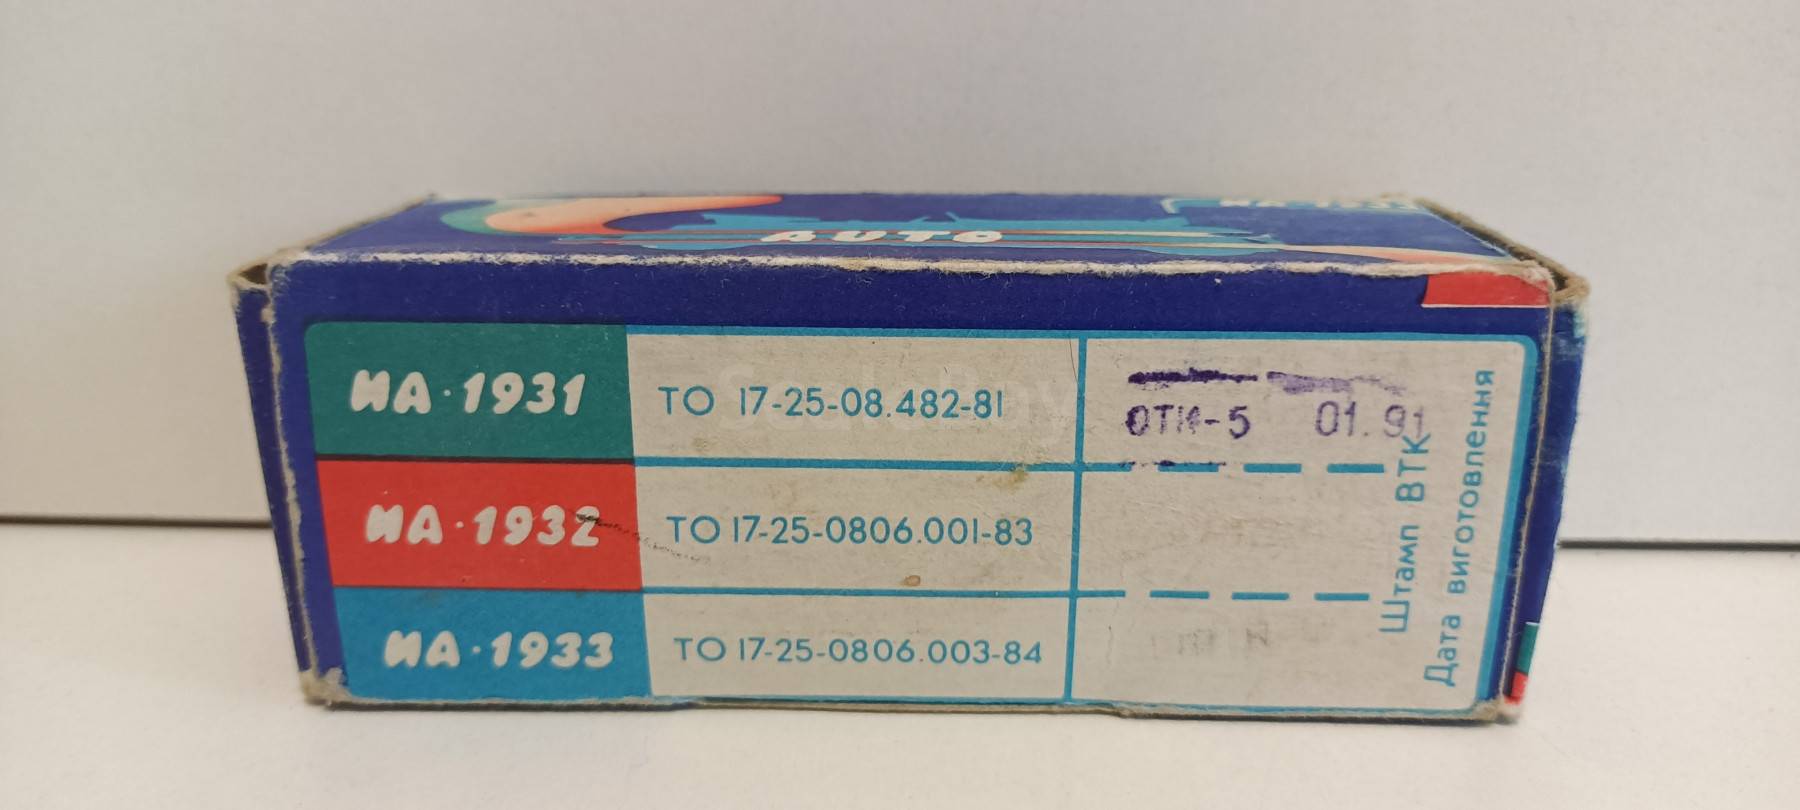 AUTO
ИА·1931
ТО 17-25-08.482-81
ОТК-5 01.91
ИА·1932
ТО 17-25-0806.001-83
ИА·1933
ТО 17-25-0806.003-84
Штамп ВТК
Дата виготовлення